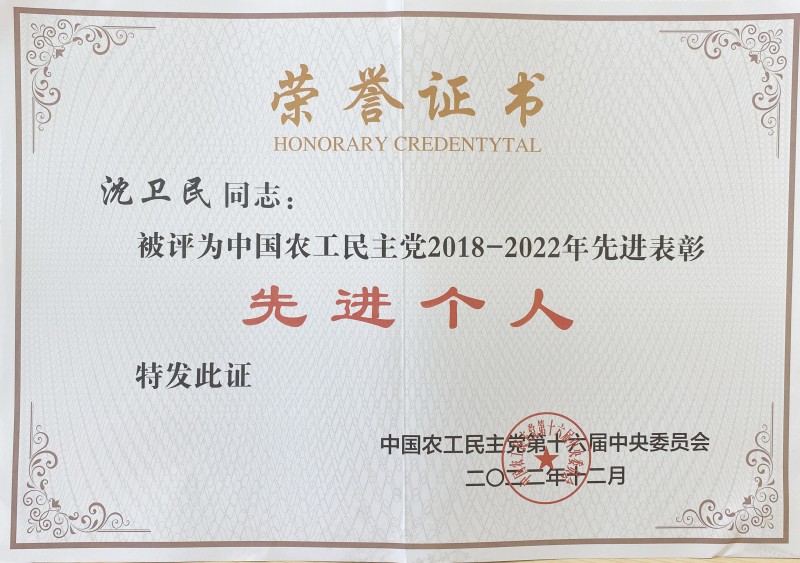 荣誉证书
HONORARY CREDENTYTAL
沈卫民 同志：
被评为中国农工民主党2018-2022年先进表彰
先进个人
特发此证
中国农工民主党第十六届中央委员会
二〇二二年十二月